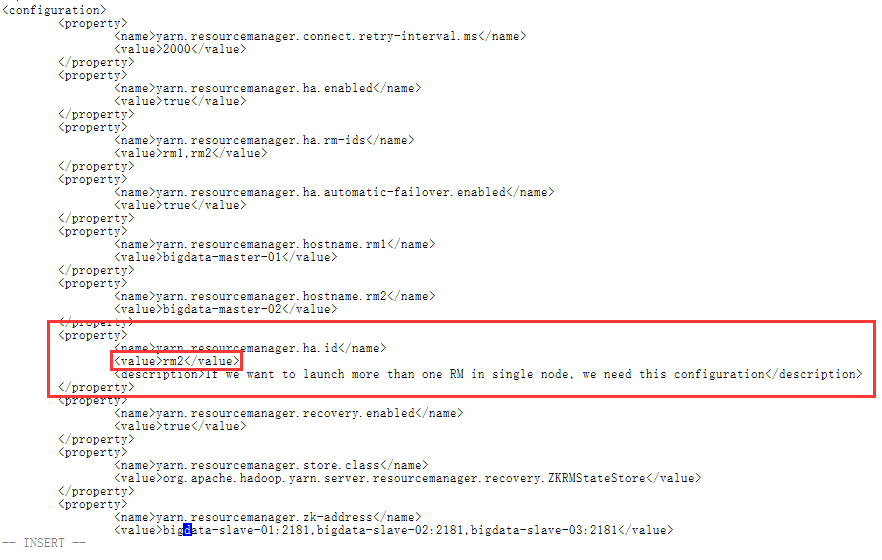 <configuration>
<property>
<name>yarn.resourcemanager.connect.retry-interval.ms</name>
<value>2000</value>
</property>
<property>
<name>yarn.resourcemanager.ha.enabled</name>
<value>true</value>
</property>
<property>
<name>yarn.resourcemanager.ha.rm-ids</name>
<value>rm1,rm2</value>
</property>
<property>
<name>yarn.resourcemanager.ha.automatic-failover.enabled</name>
<value>true</value>
</property>
<property>
<name>yarn.resourcemanager.hostname.rm1</name>
<value>bigdata-master-01</value>
</property>
<property>
<name>yarn.resourcemanager.hostname.rm2</name>
<value>bigdata-master-02</value>
</property>
<property>
<name>yarn.resourcemanager.ha.id</name>
<value>rm2</value>
<description>If we want to launch more than one RM in single node, we need this configuration</description>
</property>
<property>
<name>yarn.resourcemanager.recovery.enabled</name>
<value>true</value>
</property>
<property>
<name>yarn.resourcemanager.store.class</name>
<value>org.apache.hadoop.yarn.server.resourcemanager.recovery.ZKRMStateStore</value>
</property>
<property>
<name>yarn.resourcemanager.zk-address</name>
<value>bigdata-slave-01:2181,bigdata-slave-02:2181,bigdata-slave-03:2181</value>
-- INSERT --